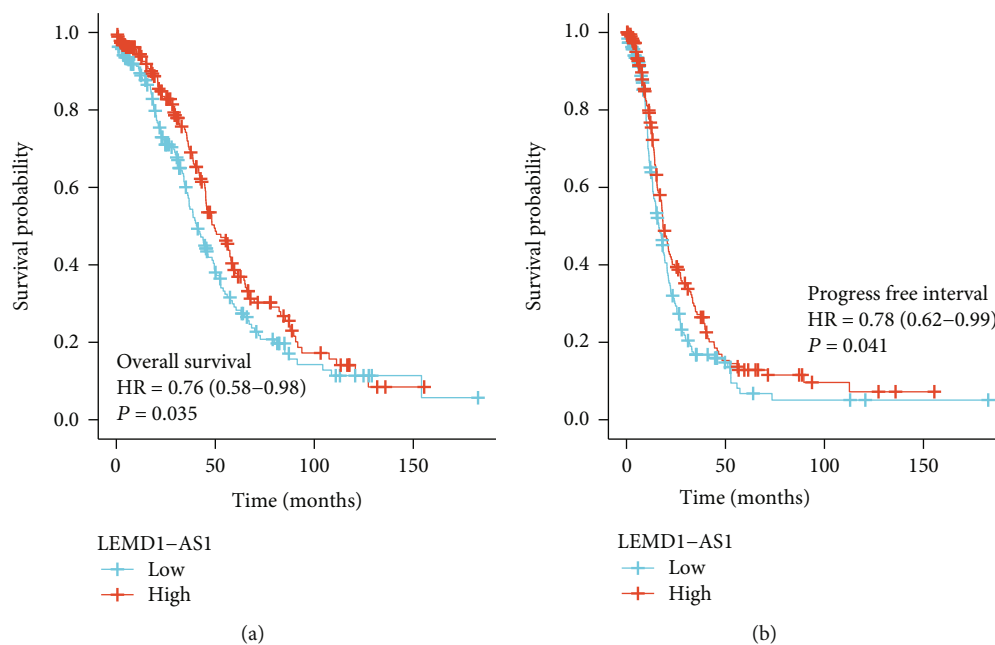 1.0
0.8
0.6
0.4
0.2
0.0
Survival probability
Overall survival
HR = 0.76 (0.58−0.98)
P = 0.035
0 50 100 150
Time (months)
LEMD1−AS1
Low
High
(a)
1.0
0.8
0.6
0.4
0.2
0.0
Survival probability
Progress free interval
HR = 0.78 (0.62−0.99)
P = 0.041
0 50 100 150
Time (months)
LEMD1−AS1
Low
High
(b)